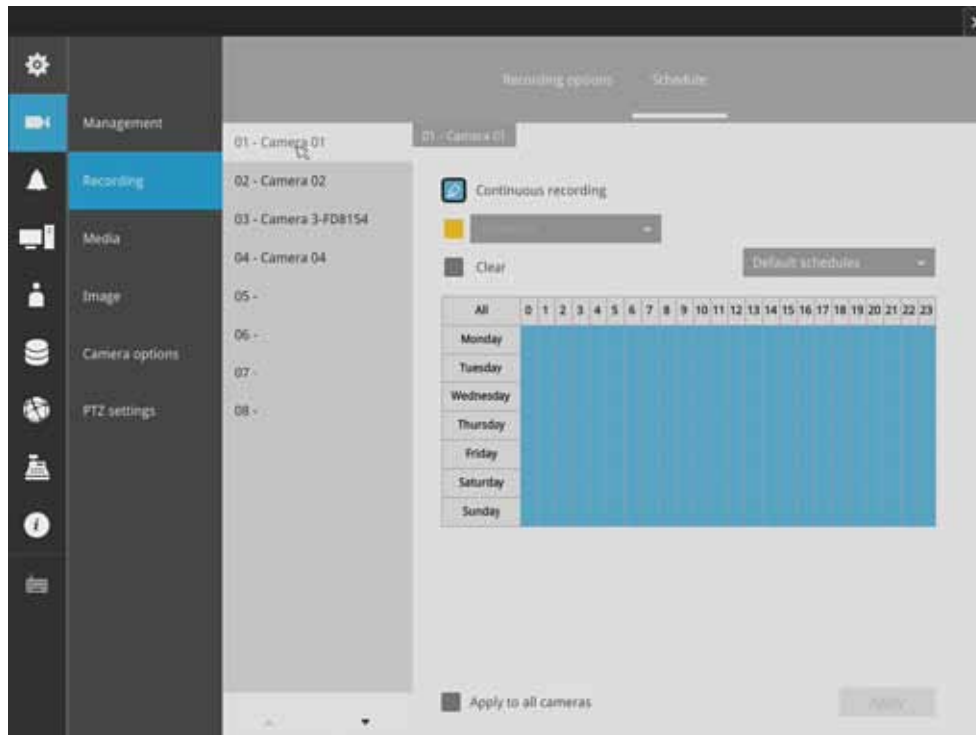 Recording options
Schedule
Management
Recording
Media
Image
Camera options
PTZ settings
01 - Camera 01
02 - Camera 02
03 - Camera 3-FD8154
04 - Camera 04
05 -
06 -
07 -
08 -
01 - Camera 01
Continuous recording
Clear
Default schedules
All 0 1 2 3 4 5 6 7 8 9 10 11 12 13 14 15 16 17 18 19 20 21 22 23
Monday
Tuesday
Wednesday
Thursday
Friday
Saturday
Sunday
Apply to all cameras
Apply